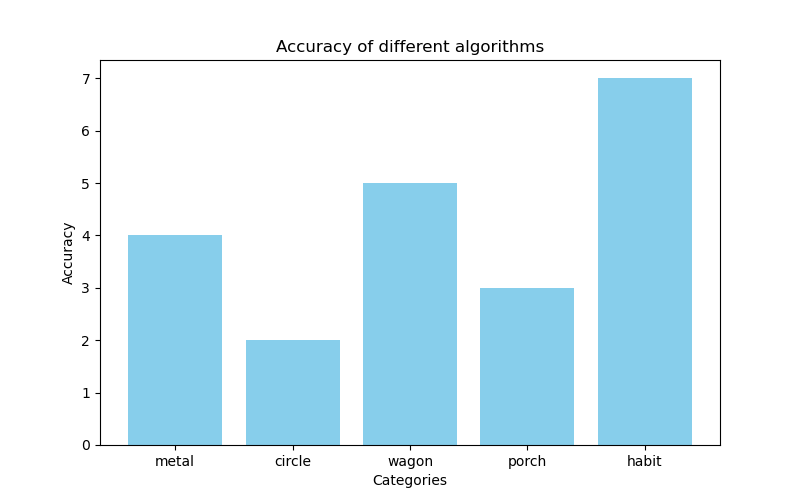 Accuracy of different algorithms
Accuracy
7
6
5
4
3
2
1
0
metal circle wagon porch habit
Categories